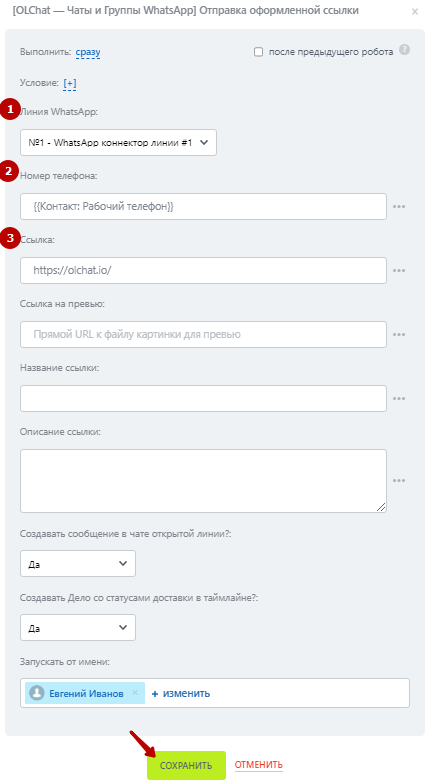 [OLChat — Чаты и Группы WhatsApp] Отправка оформленной ссылки ×
Выполнить: сразу после предыдущего робота ?
Условие: [+]
1 Линия WhatsApp:
№1 - WhatsApp коннектор линии #1
2 Номер телефона:
{{Контакт: Рабочий телефон}} •••
3 Ссылка:
https://olchat.io/ •••
Ссылка на превью:
Прямой URL к файлу картинки для превью •••
Название ссылки:
•••
Описание ссылки:
•••
Создавать сообщение в чате открытой линии?:
Да
Создавать Дело со статусами доставки в таймлайне?:
Да
Запускать от имени:
Евгений Иванов × + изменить
СОХРАНИТЬ ОТМЕНИТЬ